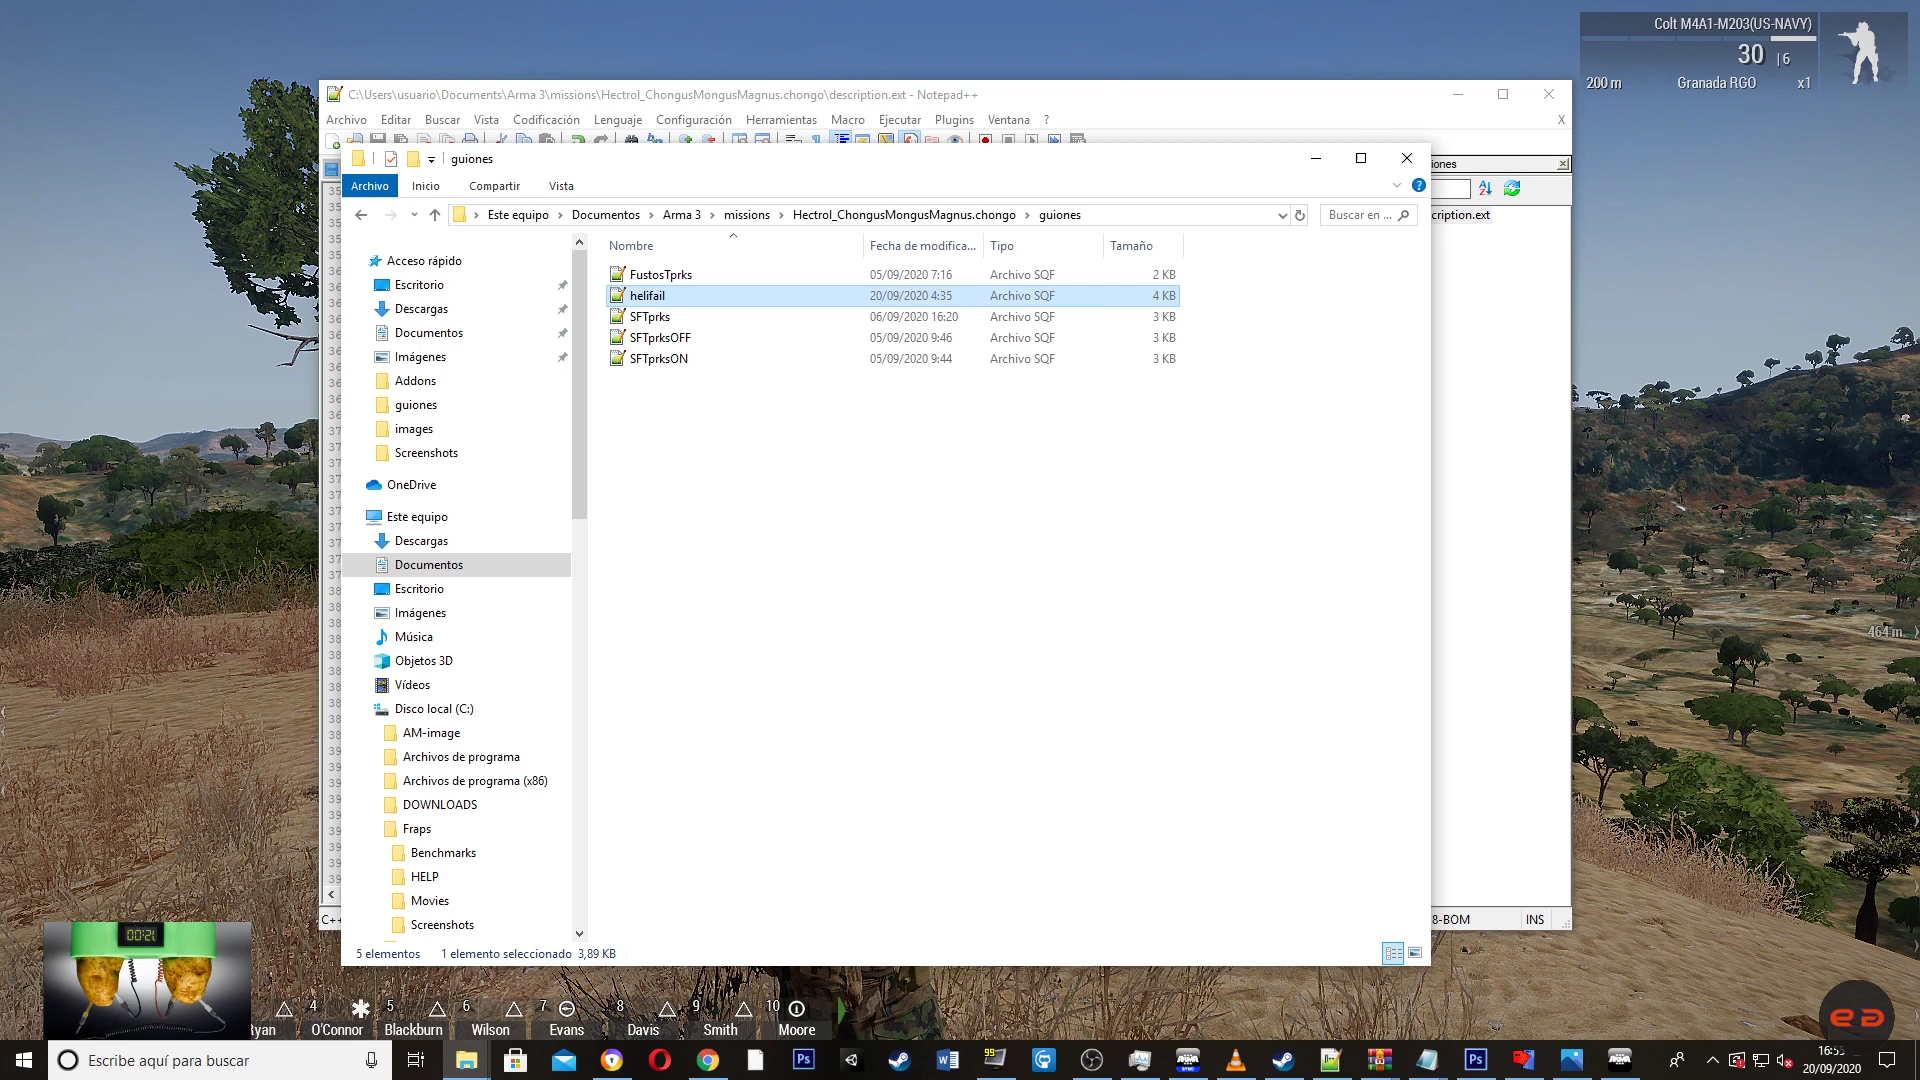 Colt M4A1-M203(US-NAVY)
30 | 6
200 m Granada RGO x1
C:\Users\usuario\Documents\Arma 3\missions\Hectrol_ChongusMongusMagnus.chongo\description.ext - Notepad++
Archivo Editar Buscar Vista Codificación Lenguaje Configuración Herramientas Macro Ejecutar Plugins Ventana ? X
guiones
iones
Archivo Inicio Compartir Vista
Este equipo > Documentos > Arma 3 > missions > Hectrol_ChongusMongusMagnus.chongo > guiones
Buscar en ...
cription.ext
Nombre Fecha de modifica... Tipo Tamaño
FustosTprks 05/09/2020 7:16 Archivo SQF 2 KB
helifail 20/09/2020 4:35 Archivo SQF 4 KB
SFTprks 06/09/2020 16:20 Archivo SQF 3 KB
SFTprksOFF 05/09/2020 9:46 Archivo SQF 3 KB
SFTprksON 05/09/2020 9:44 Archivo SQF 3 KB
Acceso rápido
Escritorio
Descargas
Documentos
Imágenes
Addons
guiones
images
Screenshots
OneDrive
Este equipo
Descargas
Documentos
Escritorio
Imágenes
Música
Objetos 3D
Vídeos
Disco local (C:)
AM-image
Archivos de programa
Archivos de programa (x86)
DOWNLOADS
Fraps
Benchmarks
HELP
Movies
Screenshots
464 m
C++
8-BOM INS
5 elementos 1 elemento seleccionado 3,89 KB
4 5 6 7 8 9 10
yan O'Connor Blackburn Wilson Evans Davis Smith Moore
Escribe aquí para buscar
99
16:55
20/09/2020